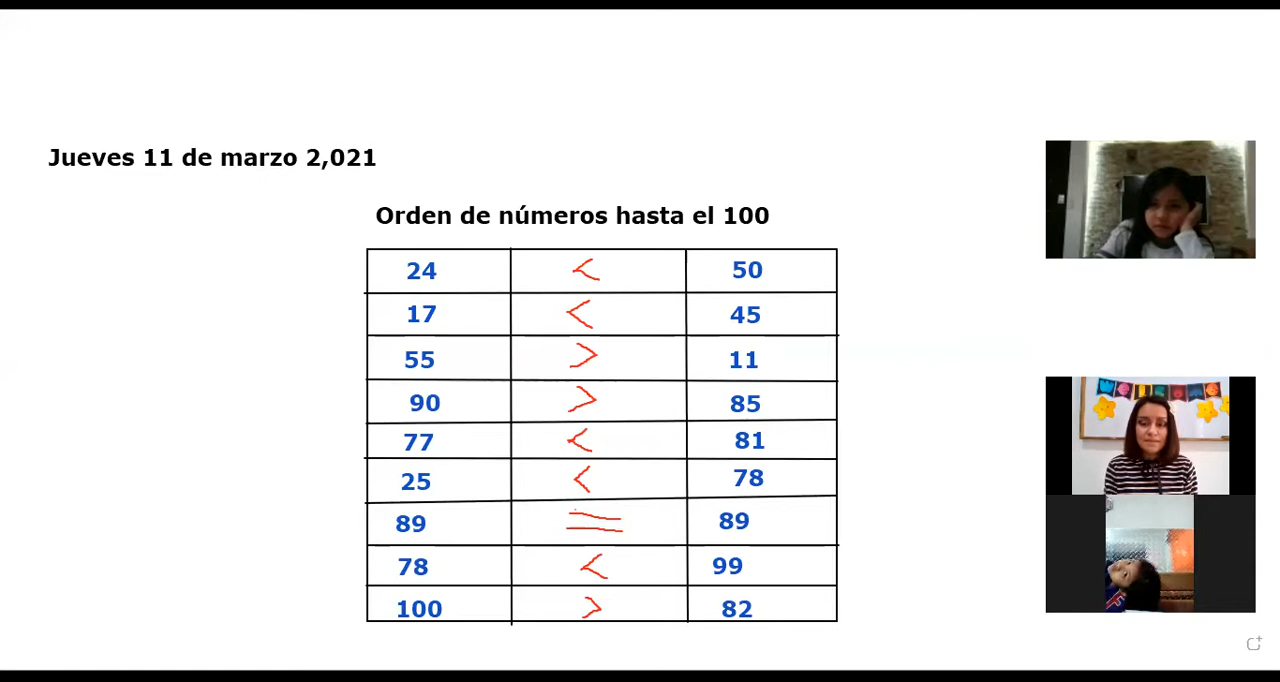 Jueves 11 de marzo 2,021
Orden de números hasta el 100
24 < 50
17 < 45
55 > 11
90 > 85
77 < 81
25 < 78
89 = 89
78 < 99
100 > 82